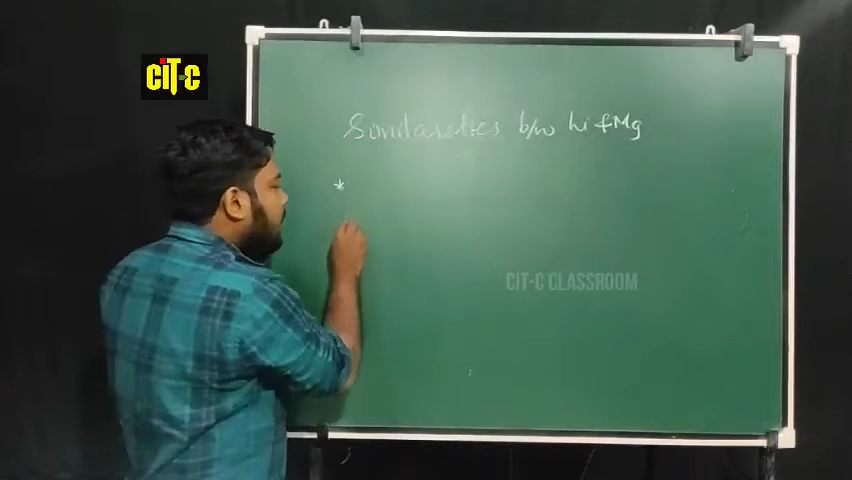 CiT-C
Similarities b/w Li & Mg
*
CIT-C CLASSROOM